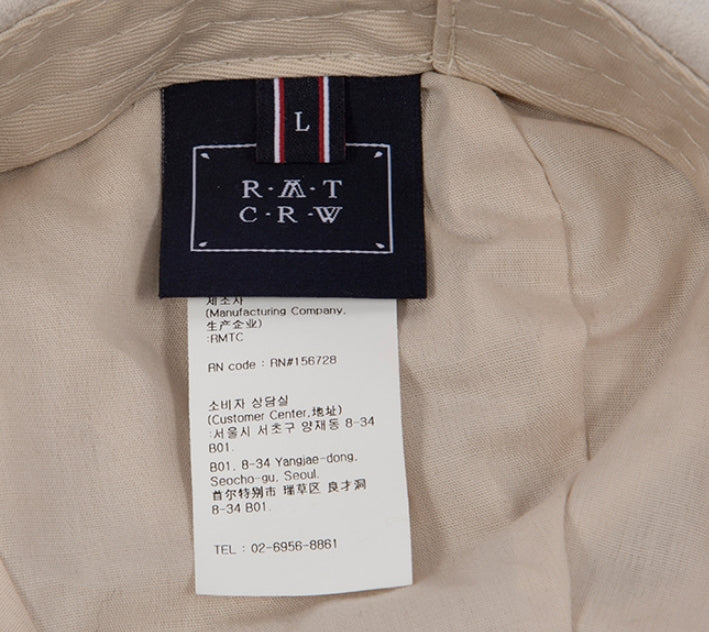 L
R·M·T
C·R·W
제조사
(Manufacturing Company,
生产企业)
:RMTC
RN code : RN#156728
소비자 상담실
(Customer Center,地址)
:서울시 서초구 양재동 8-34
B01.
B01, 8-34 Yangjae-dong,
Seocho-gu, Seoul.
首尔特别市 瑞草区 良才洞
8-34 B01.
TEL : 02-6956-8861